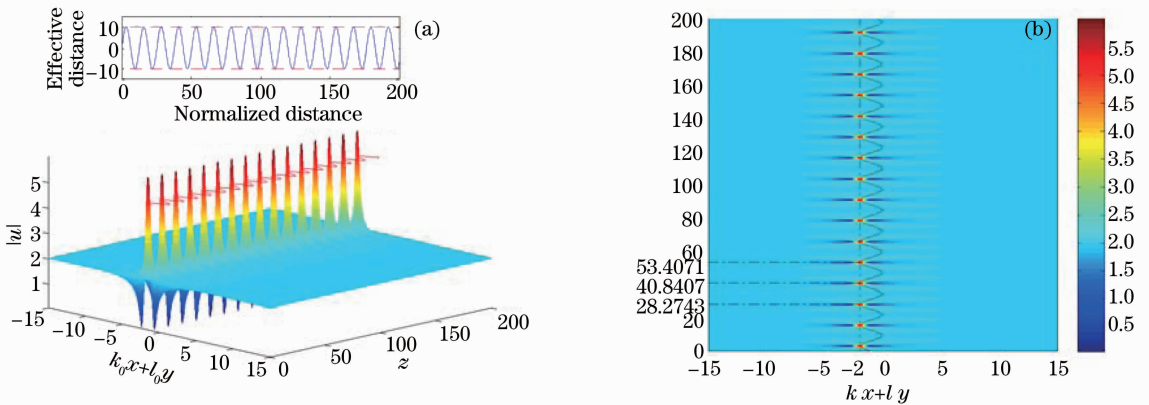 (a)
Effective
distance
10
0
−10
0 50 100 150 200
Normalized distance
|u|
5
4
3
2
1
−15 −10 −5 0 5 10 15
k₀x+l₀y
0 50 100 150 200
z
(b)
200
180
160
140
120
100
80
60
53.4071
40.8407
28.2743
20
0
−15 −10 −5 −2 0 5 10 15
k x+l y
5.5
5.0
4.5
4.0
3.5
3.0
2.5
2.0
1.5
1.0
0.5